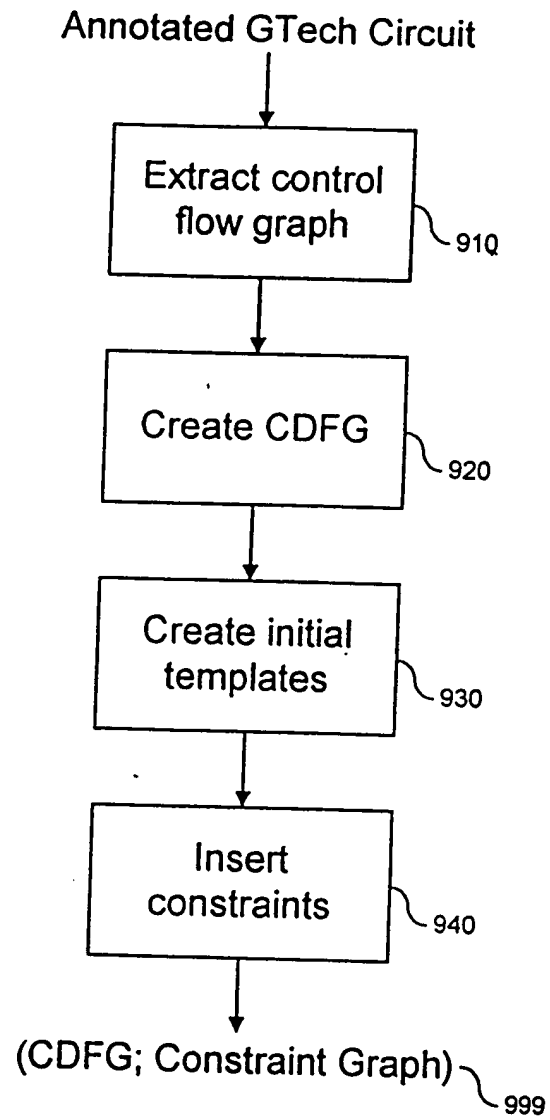 Annotated GTech Circuit
Extract control
flow graph
910
Create CDFG
920
Create initial
templates
930
Insert
constraints
940
(CDFG; Constraint Graph)
999